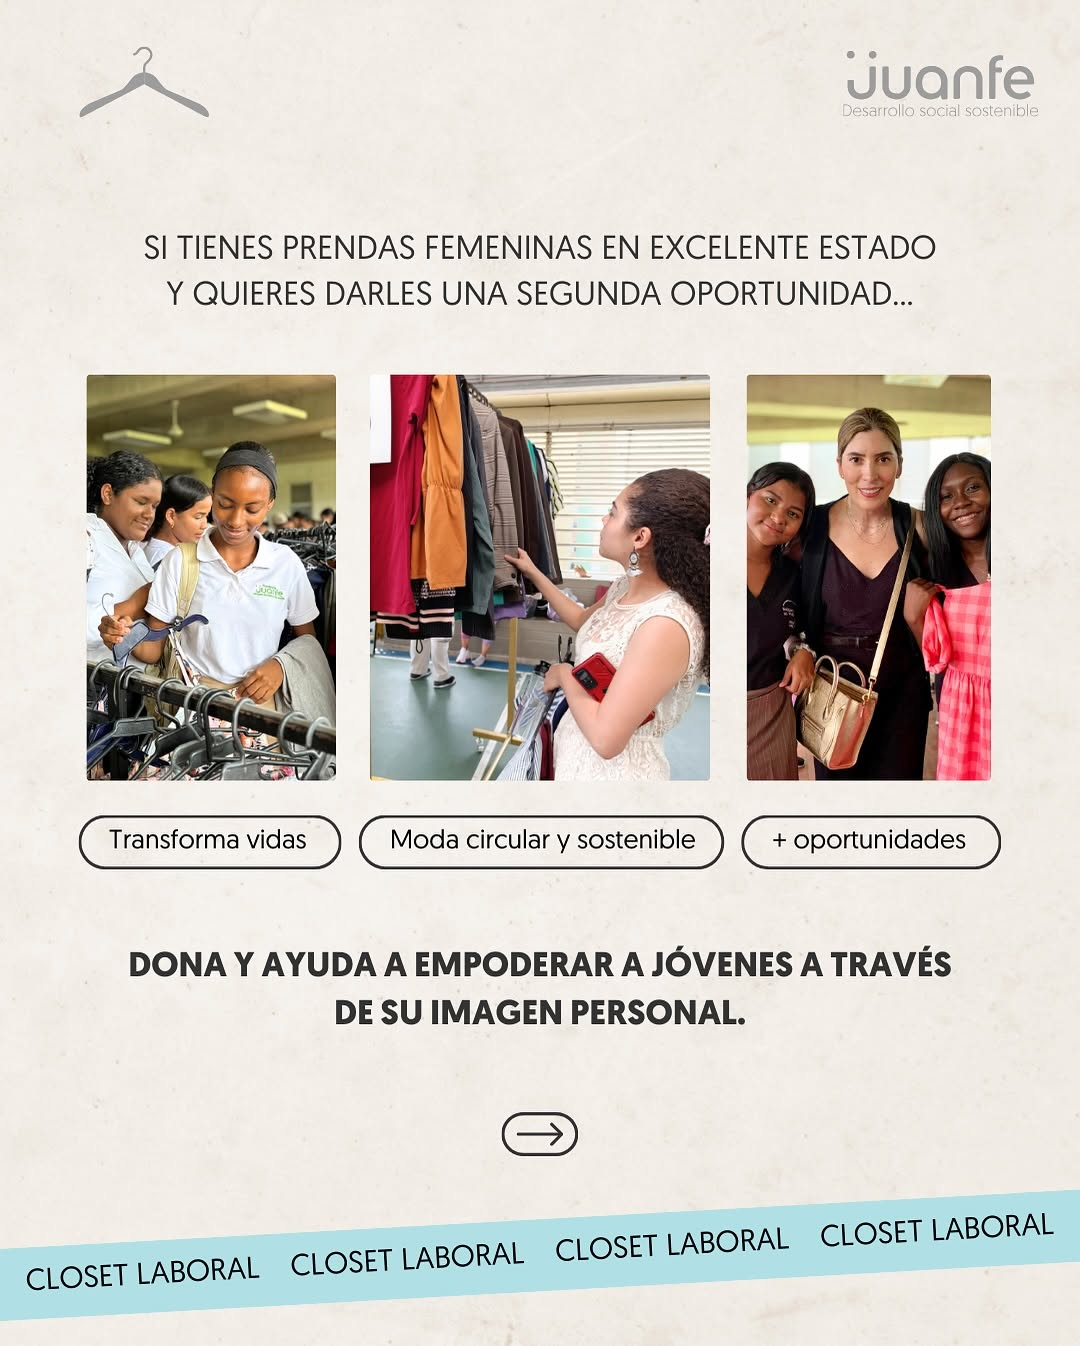 juanfe
Desarrollo social sostenible
SI TIENES PRENDAS FEMENINAS EN EXCELENTE ESTADO
Y QUIERES DARLES UNA SEGUNDA OPORTUNIDAD...
juanfe
Transforma vidas
Moda circular y sostenible
+ oportunidades
DONA Y AYUDA A EMPODERAR A JÓVENES A TRAVÉS
DE SU IMAGEN PERSONAL.
CLOSET LABORAL CLOSET LABORAL CLOSET LABORAL CLOSET LABORAL